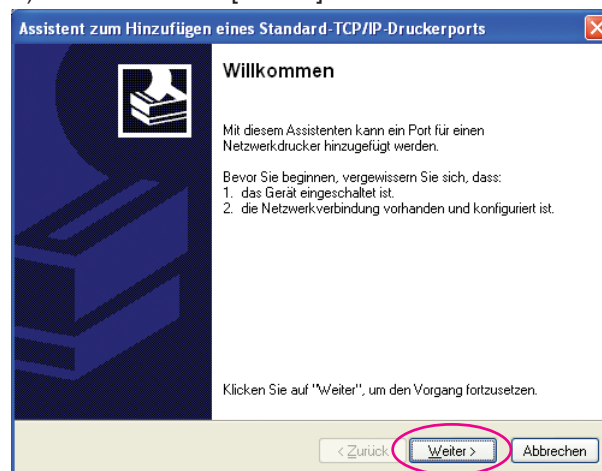 Assistent zum Hinzufügen eines Standard-TCP/IP-Druckerports
Willkommen
Mit diesem Assistenten kann ein Port für einen
Netzwerkdrucker hinzugefügt werden.
Bevor Sie beginnen, vergewissern Sie sich, dass:
1. das Gerät eingeschaltet ist.
2. die Netzwerkverbindung vorhanden und konfiguriert ist.
Klicken Sie auf "Weiter", um den Vorgang fortzusetzen.
< Zurück Weiter > Abbrechen